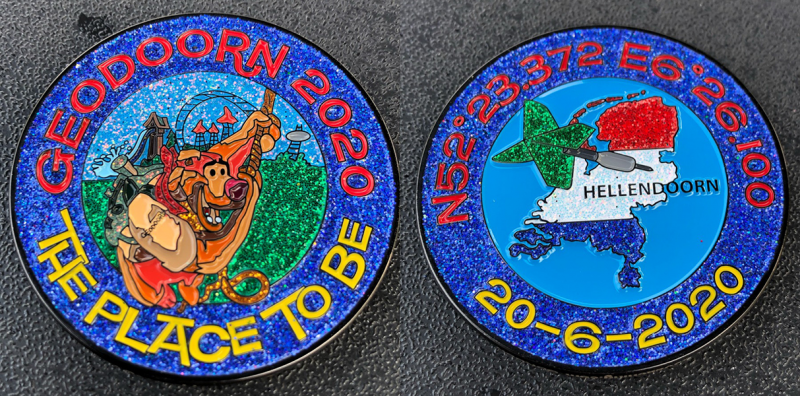 GEODOORN 2020
THE PLACE TO BE
N52°23.372 E6°26.100
HELLENDOORN
20-6-2020